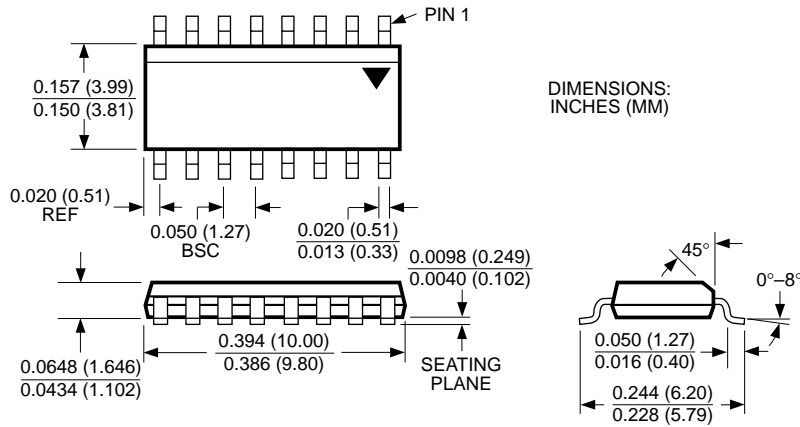 PIN 1
0.157 (3.99)
0.150 (3.81)
DIMENSIONS:
INCHES (MM)
0.020 (0.51)
REF
0.050 (1.27)
BSC
0.020 (0.51)
0.013 (0.33)
0.0098 (0.249)
0.0040 (0.102)
45°
0°–8°
0.0648 (1.646)
0.0434 (1.102)
0.394 (10.00)
0.386 (9.80)
SEATING
PLANE
0.050 (1.27)
0.016 (0.40)
0.244 (6.20)
0.228 (5.79)